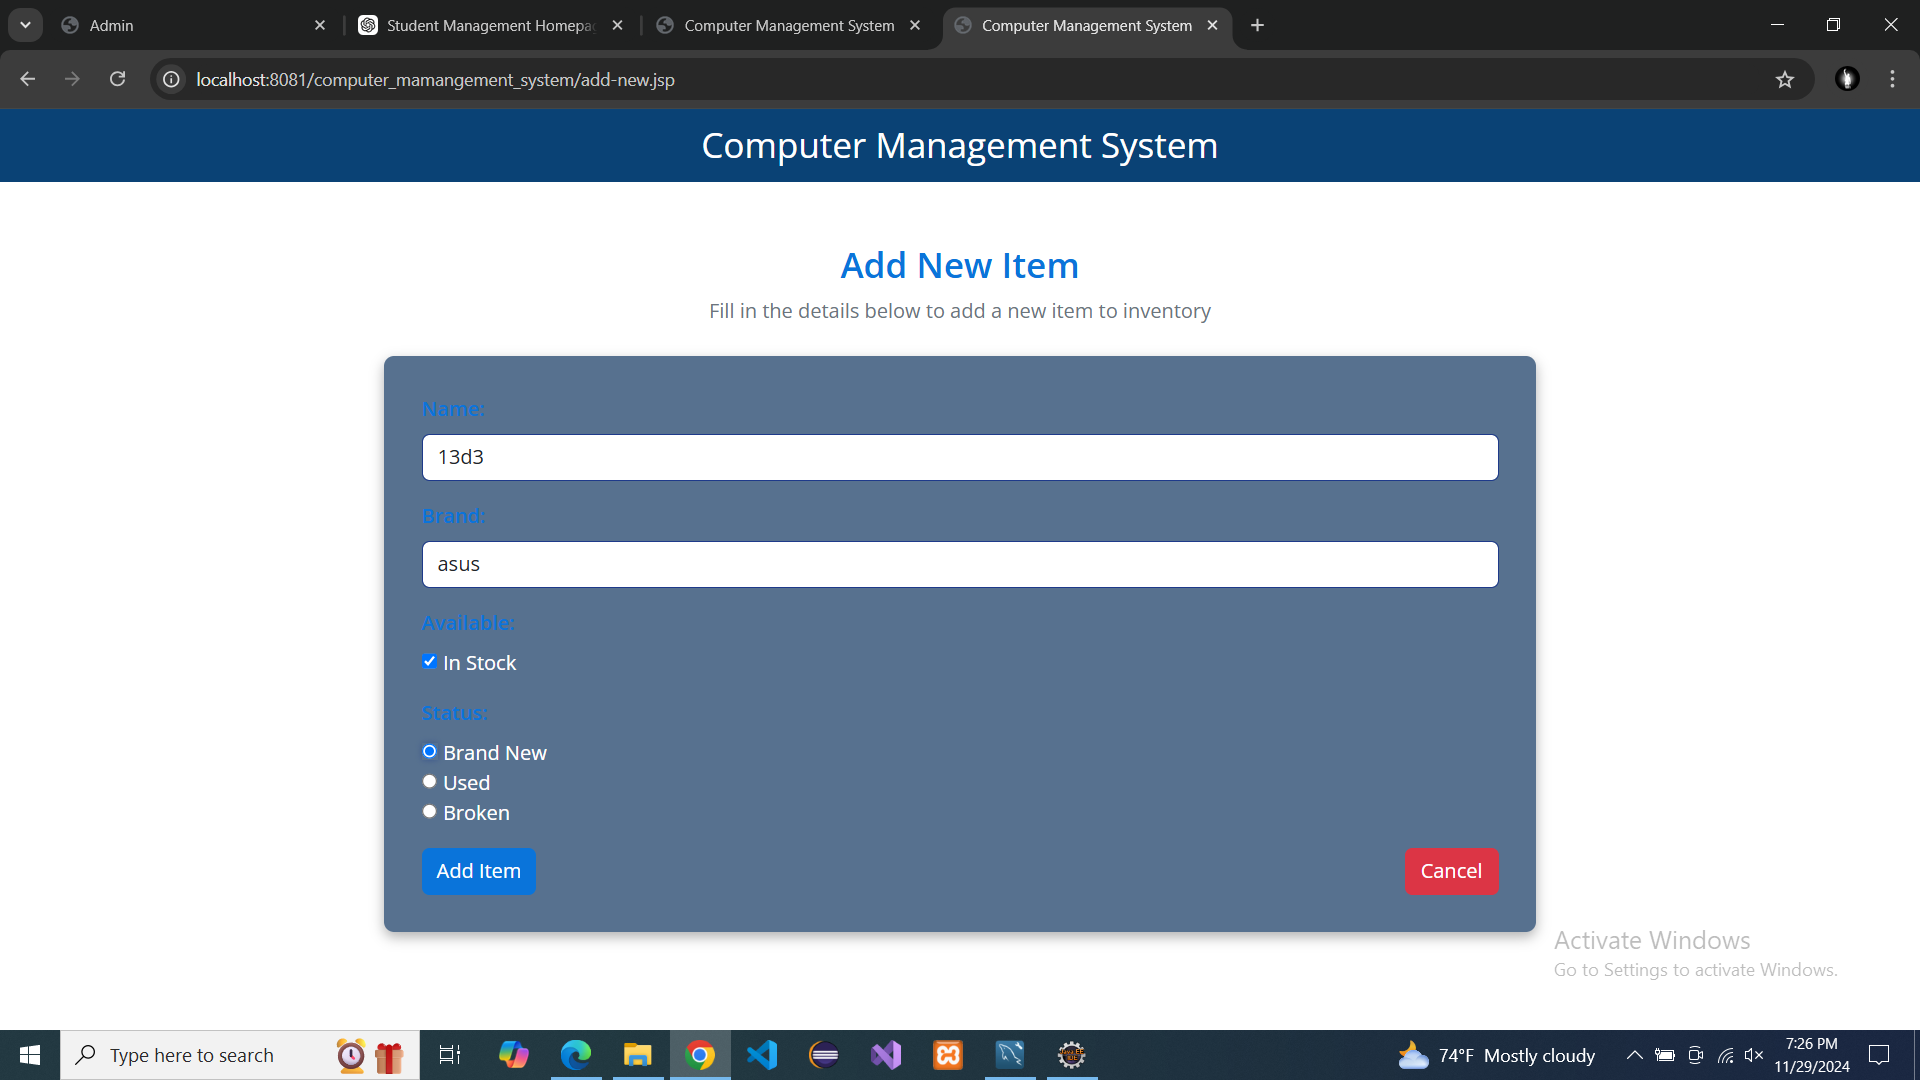 Admin
Student Management Homepa
Computer Management System
Computer Management System
localhost:8081/computer_mamangement_system/add-new.jsp
Computer Management System
Add New Item
Fill in the details below to add a new item to inventory
Name:
13d3
Brand:
asus
Available:
In Stock
Status:
Brand New
Used
Broken
Add Item
Cancel
Activate Windows
Go to Settings to activate Windows.
Type here to search
74°F Mostly cloudy
7:26 PM
11/29/2024